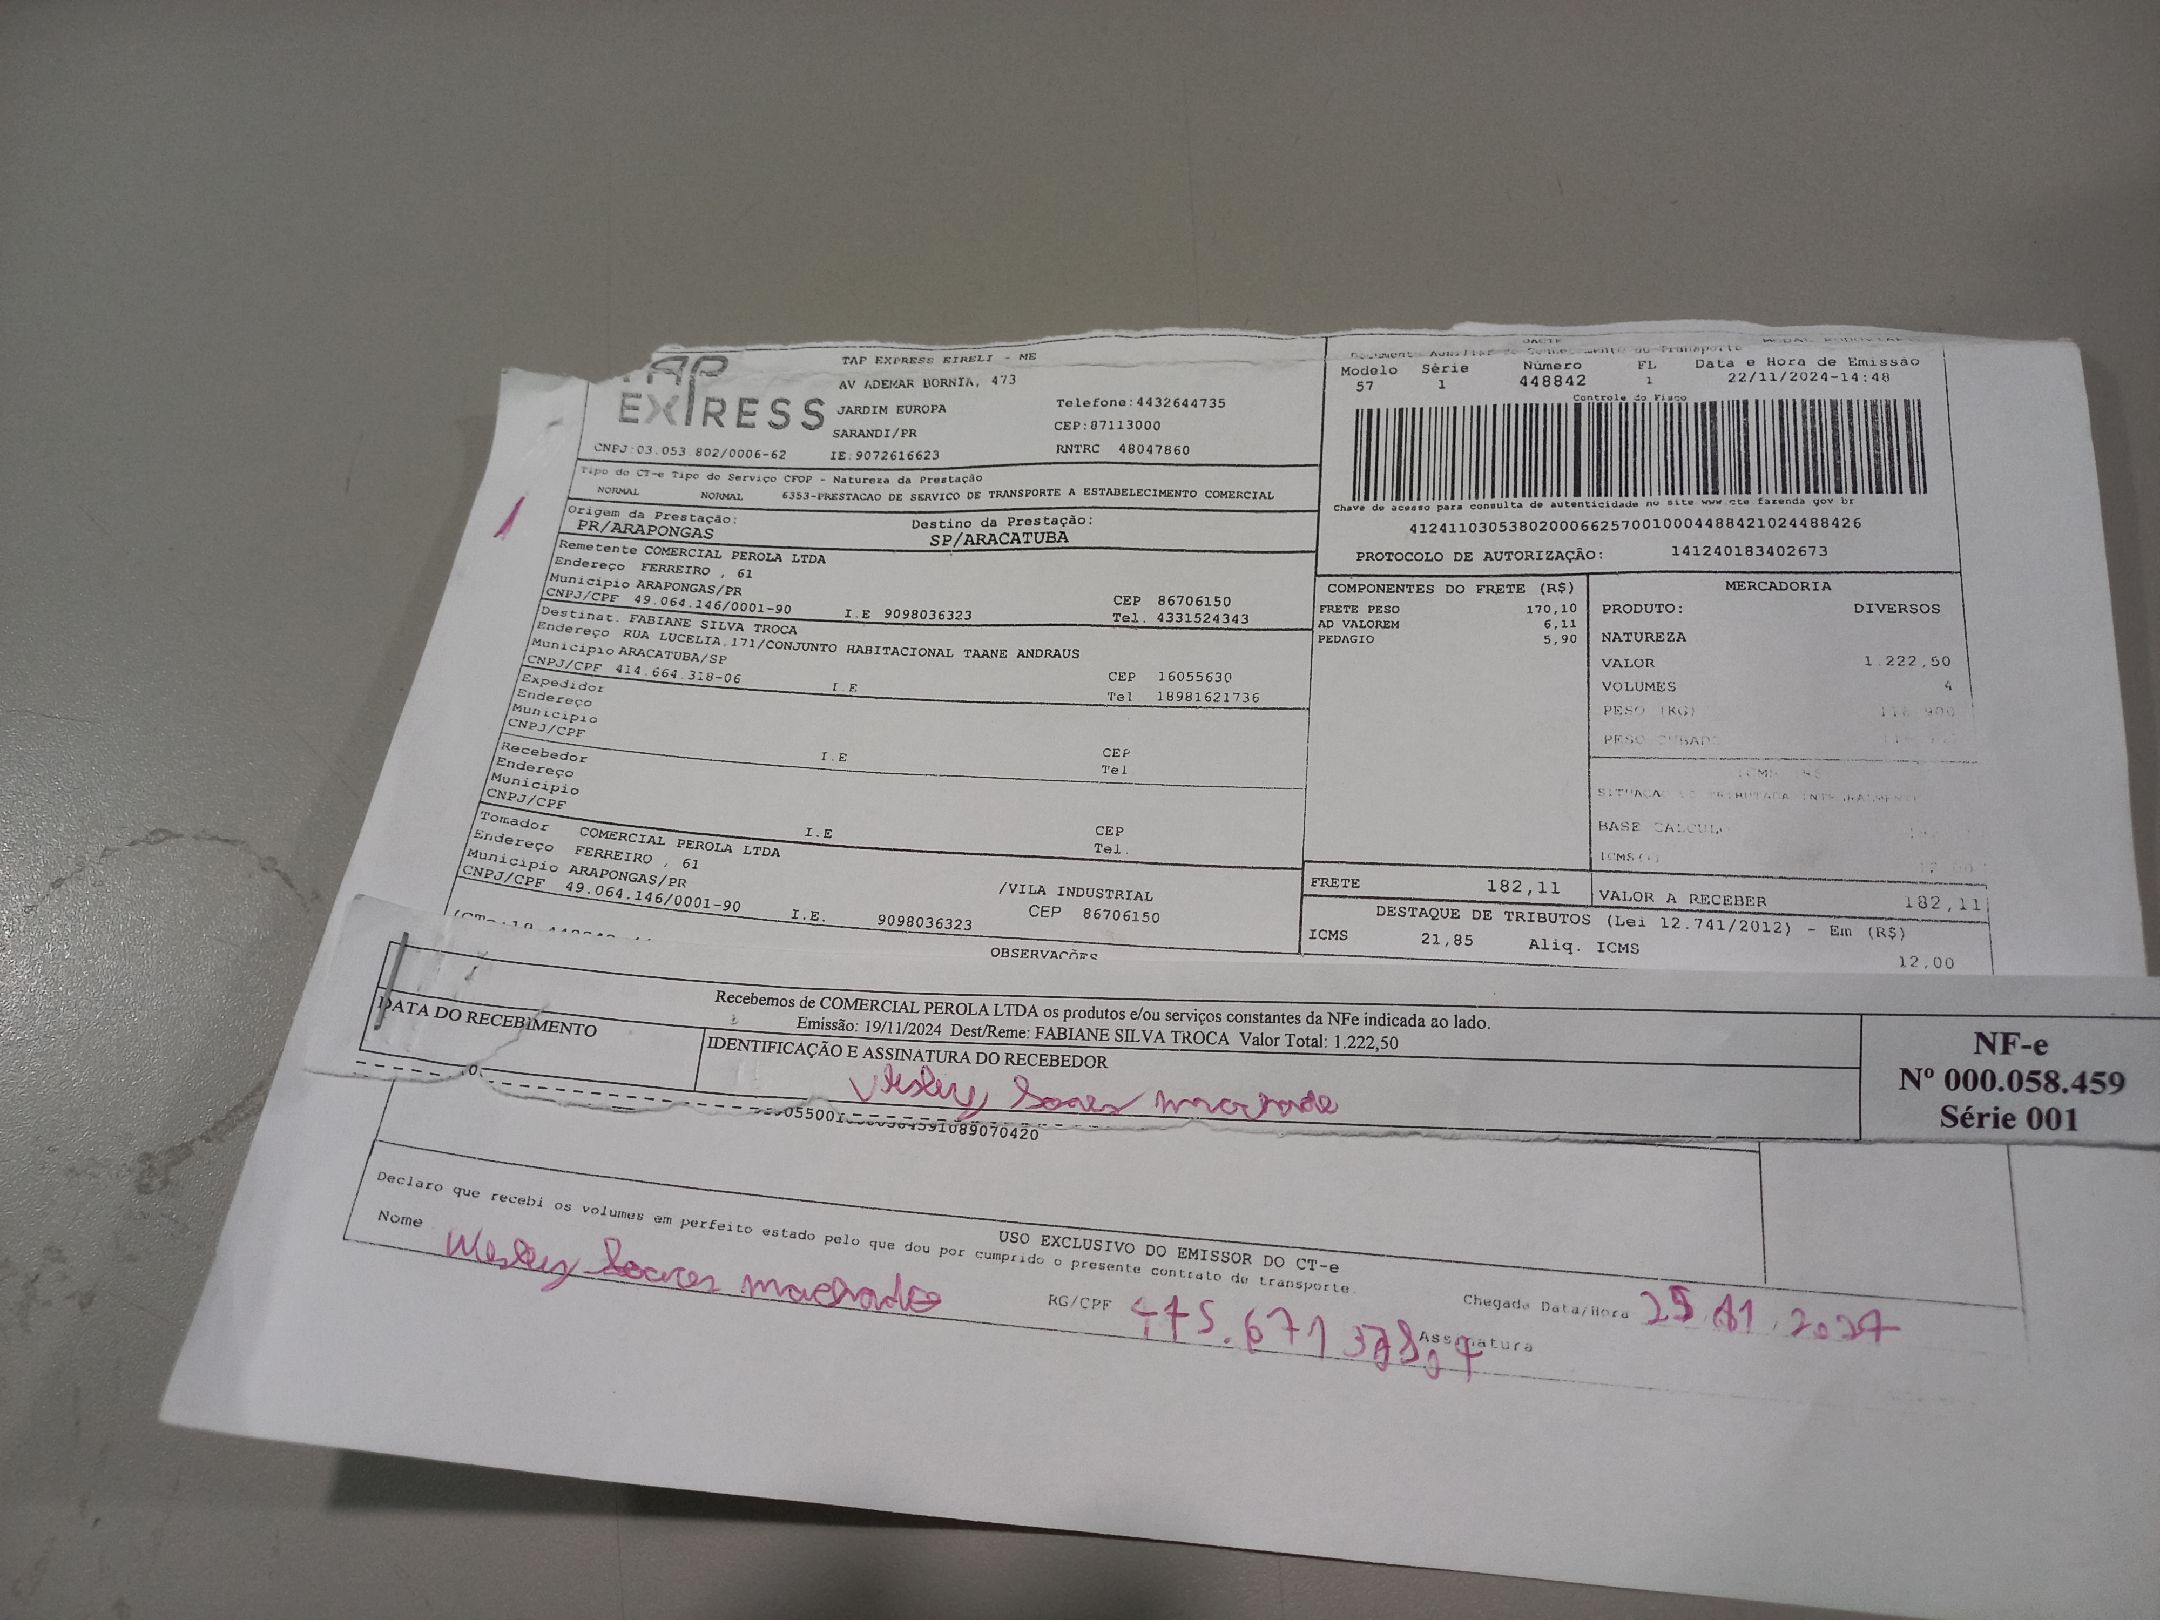 TAP EXPRESS
TAP EXPRESS EIRELI - ME
AV ADEMAR BORNIA, 473
JARDIM EUROPA
SARANDI/PR
Telefone:4432644735
CEP:87113000
CNPJ:03.053 802/0006-62 IE:9072616623 RNTRC 48047860
DACTE
Modelo Série Número FL Data e Hora de Emissão
57 1 448842 1 22/11/2024-14:48
Controle do Fisco
Chave de acesso para consulta de autenticidade no site www cte fazenda gov br
41241103053802000662570010004488421024488426
PROTOCOLO DE AUTORIZAÇÃO: 141240183402673
Tipo do CT-e Tipo do Serviço CFOP - Natureza da Prestação
NORMAL NORMAL 6353-PRESTACAO DE SERVICO DE TRANSPORTE A ESTABELECIMENTO COMERCIAL
Origem da Prestação: Destino da Prestação:
PR/ARAPONGAS SP/ARACATUBA
Remetente COMERCIAL PEROLA LTDA
Endereço FERREIRO , 61
Municipio ARAPONGAS/PR CEP 86706150
CNPJ/CPF 49.064.146/0001-90 I.E 9098036323 Tel. 4331524343
Destinat. FABIANE SILVA TROCA
Endereço RUA LUCELIA,171/CONJUNTO HABITACIONAL TAANE ANDRAUS
Municipio ARACATUBA/SP CEP 16055630
CNPJ/CPF 414.664.318-06 I.E Tel 18981621736
Expedidor
Endereço
Municipio CEP
CNPJ/CPF I.E Tel
Recebedor
Endereço
Municipio CEP
CNPJ/CPF I.E Tel.
Tomador COMERCIAL PEROLA LTDA
Endereço FERREIRO , 61 /VILA INDUSTRIAL
Municipio ARAPONGAS/PR CEP 86706150
CNPJ/CPF 49.064.146/0001-90 I.E. 9098036323
COMPONENTES DO FRETE (R$)
FRETE PESO 170,10
AD VALOREM 6,11
PEDAGIO 5,90
MERCADORIA
PRODUTO: DIVERSOS
NATUREZA
VALOR 1.222,50
VOLUMES 4
PESO (KG)
PESO CUBADO
BASE CALCULO
FRETE 182,11 VALOR A RECEBER 182,11
DESTAQUE DE TRIBUTOS (Lei 12.741/2012) - Em (R$)
ICMS 21,85 Aliq. ICMS 12,00
OBSERVAÇÕES
Recebemos de COMERCIAL PEROLA LTDA os produtos e/ou serviços constantes da NFe indicada ao lado.
Emissão: 19/11/2024 Dest/Reme: FABIANE SILVA TROCA Valor Total: 1.222,50
DATA DO RECEBIMENTO IDENTIFICAÇÃO E ASSINATURA DO RECEBEDOR
Wesley Soares Machado
NF-e
Nº 000.058.459
Série 001
USO EXCLUSIVO DO EMISSOR DO CT-e
Declaro que recebi os volumes em perfeito estado pelo que dou por cumprido o presente contrato de transporte.
Nome Wesley Soares Machado RG/CPF Assinatura Chegada Data/Hora